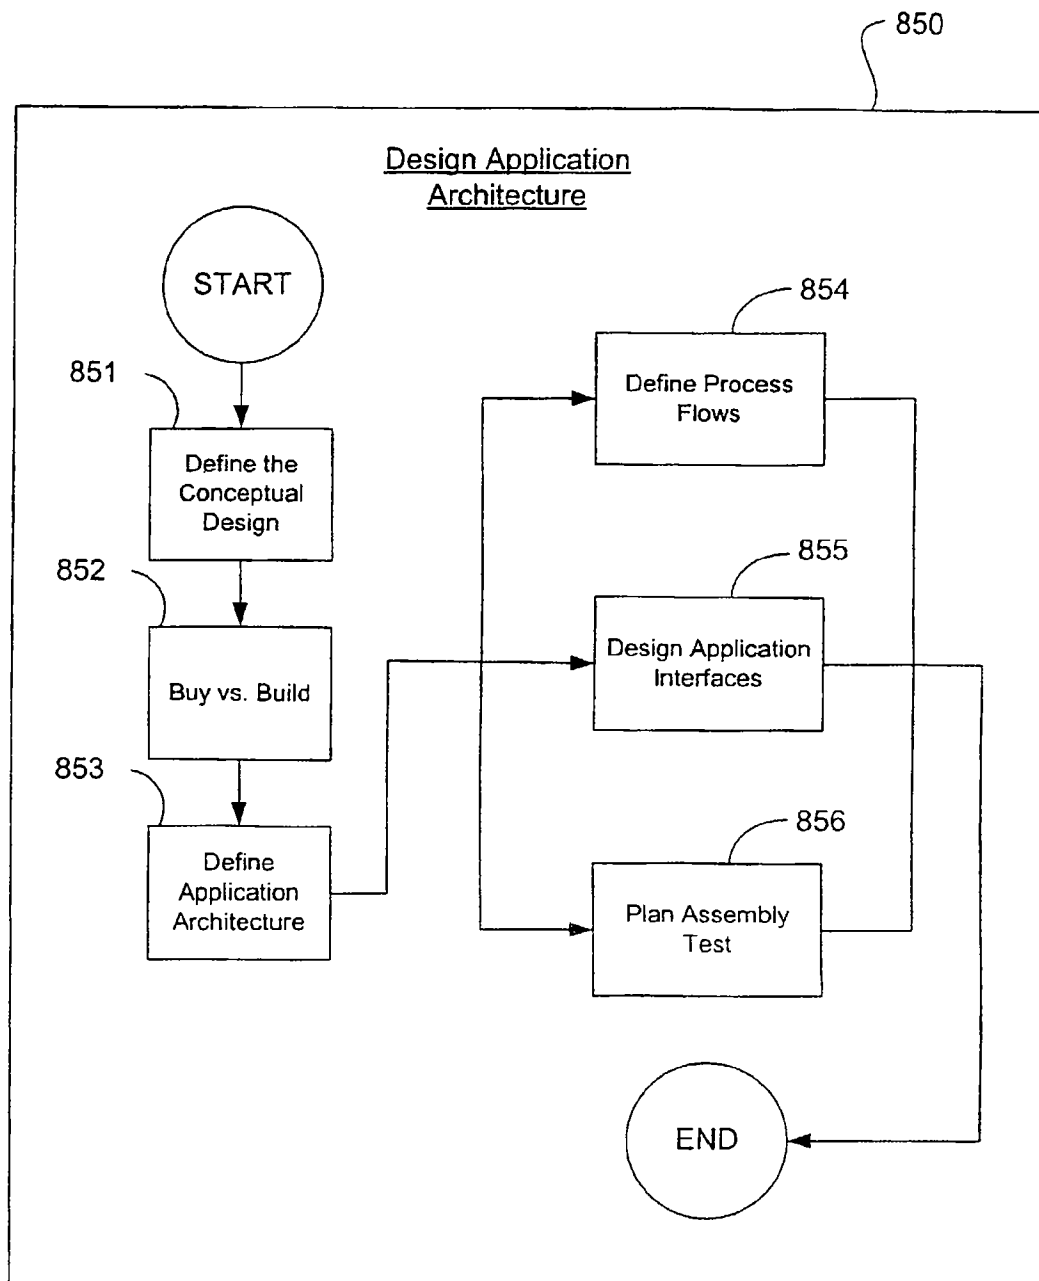 850
Design Application
Architecture
START
851
Define the
Conceptual
Design
852
Buy vs. Build
853
Define
Application
Architecture
854
Define Process
Flows
855
Design Application
Interfaces
856
Plan Assembly
Test
END